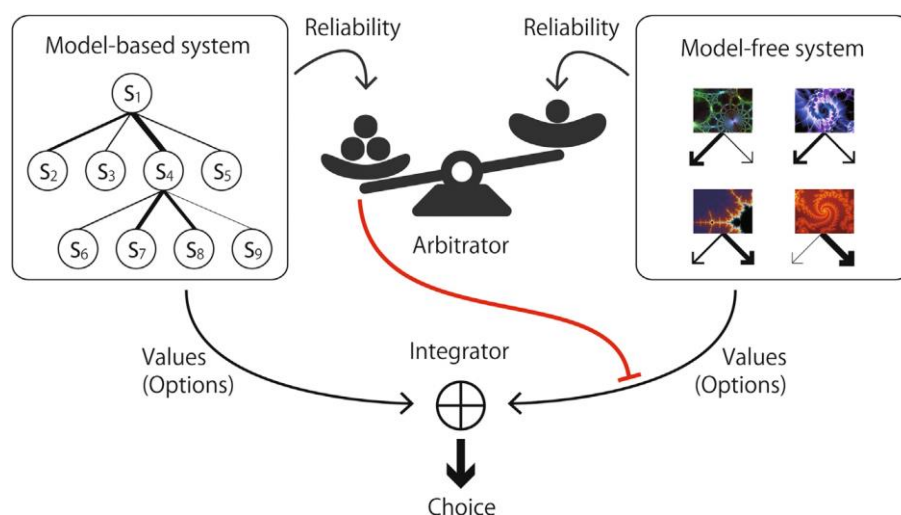 Model-based system
Reliability
Reliability
Model-free system
S1
S2
S3
S4
S5
S6
S7
S8
S9
Arbitrator
Values
(Options)
Integrator
Values
(Options)
Choice